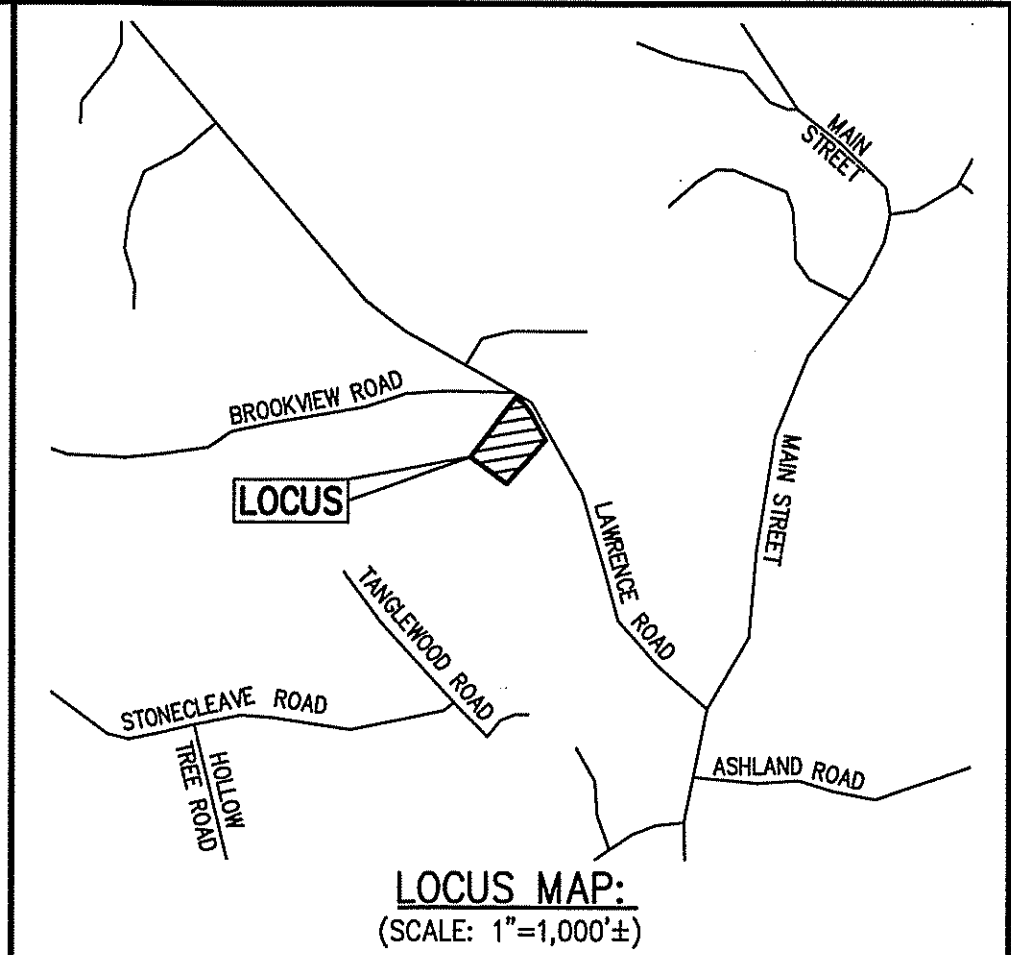 MAIN
STREET
BROOKVIEW ROAD
LOCUS
MAIN STREET
LAWRENCE ROAD
TANGLEWOOD ROAD
STONECLEAVE ROAD
HOLLOW
TREE ROAD
ASHLAND ROAD
LOCUS MAP:
(SCALE: 1"=1,000'±)